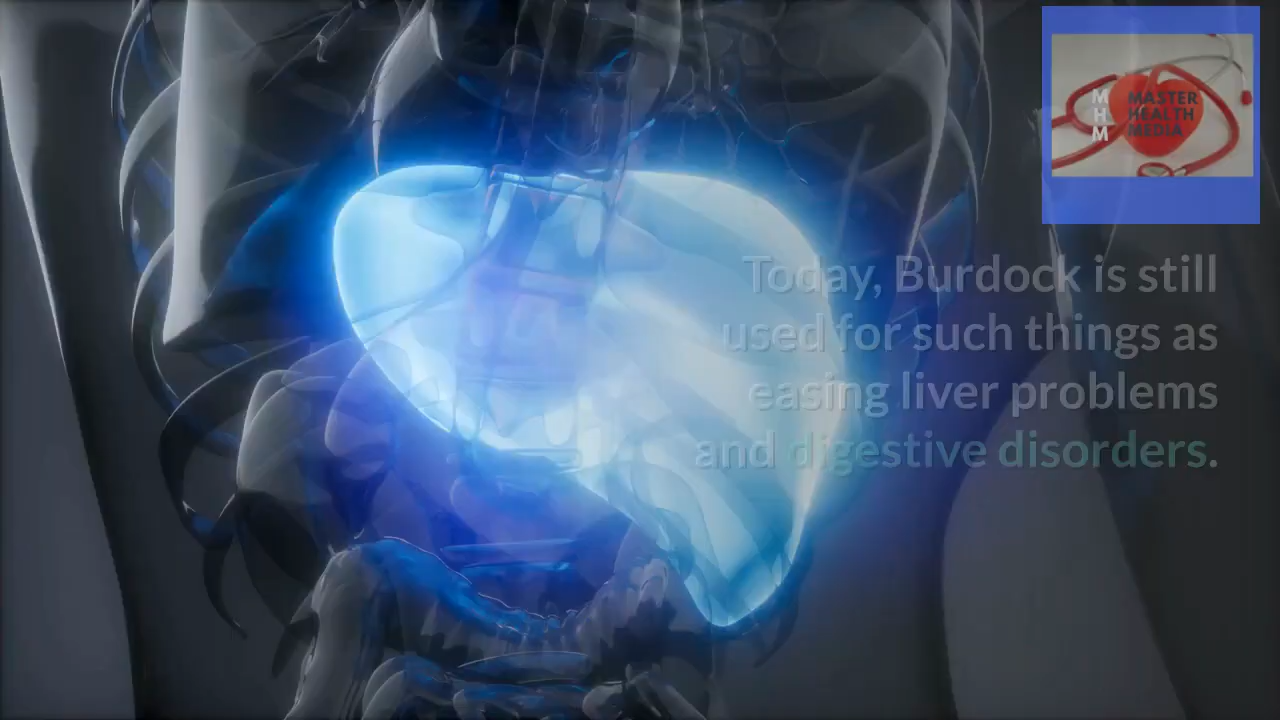 M
H
M
MASTER
HEALTH
MEDIA
Today, Burdock is still
used for such things as
easing liver problems
and digestive disorders.